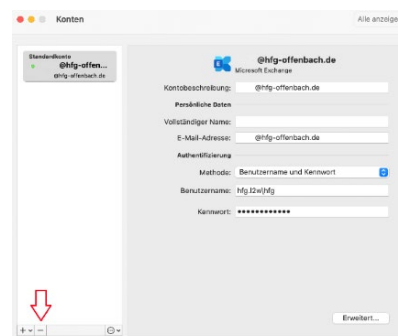 Konten
Alle anzeige
Standardkonto
@hfg-offen...
@hfg-offenbach.de
@hfg-offenbach.de
Microsoft Exchange
Kontobeschreibung: @hfg-offenbach.de
Persönliche Daten
Vollständiger Name:
E-Mail-Adresse: @hfg-offenbach.de
Authentifizierung
Methode: Benutzername und Kennwort
Benutzername:
Kennwort: ••••••••••••
Erweitert...